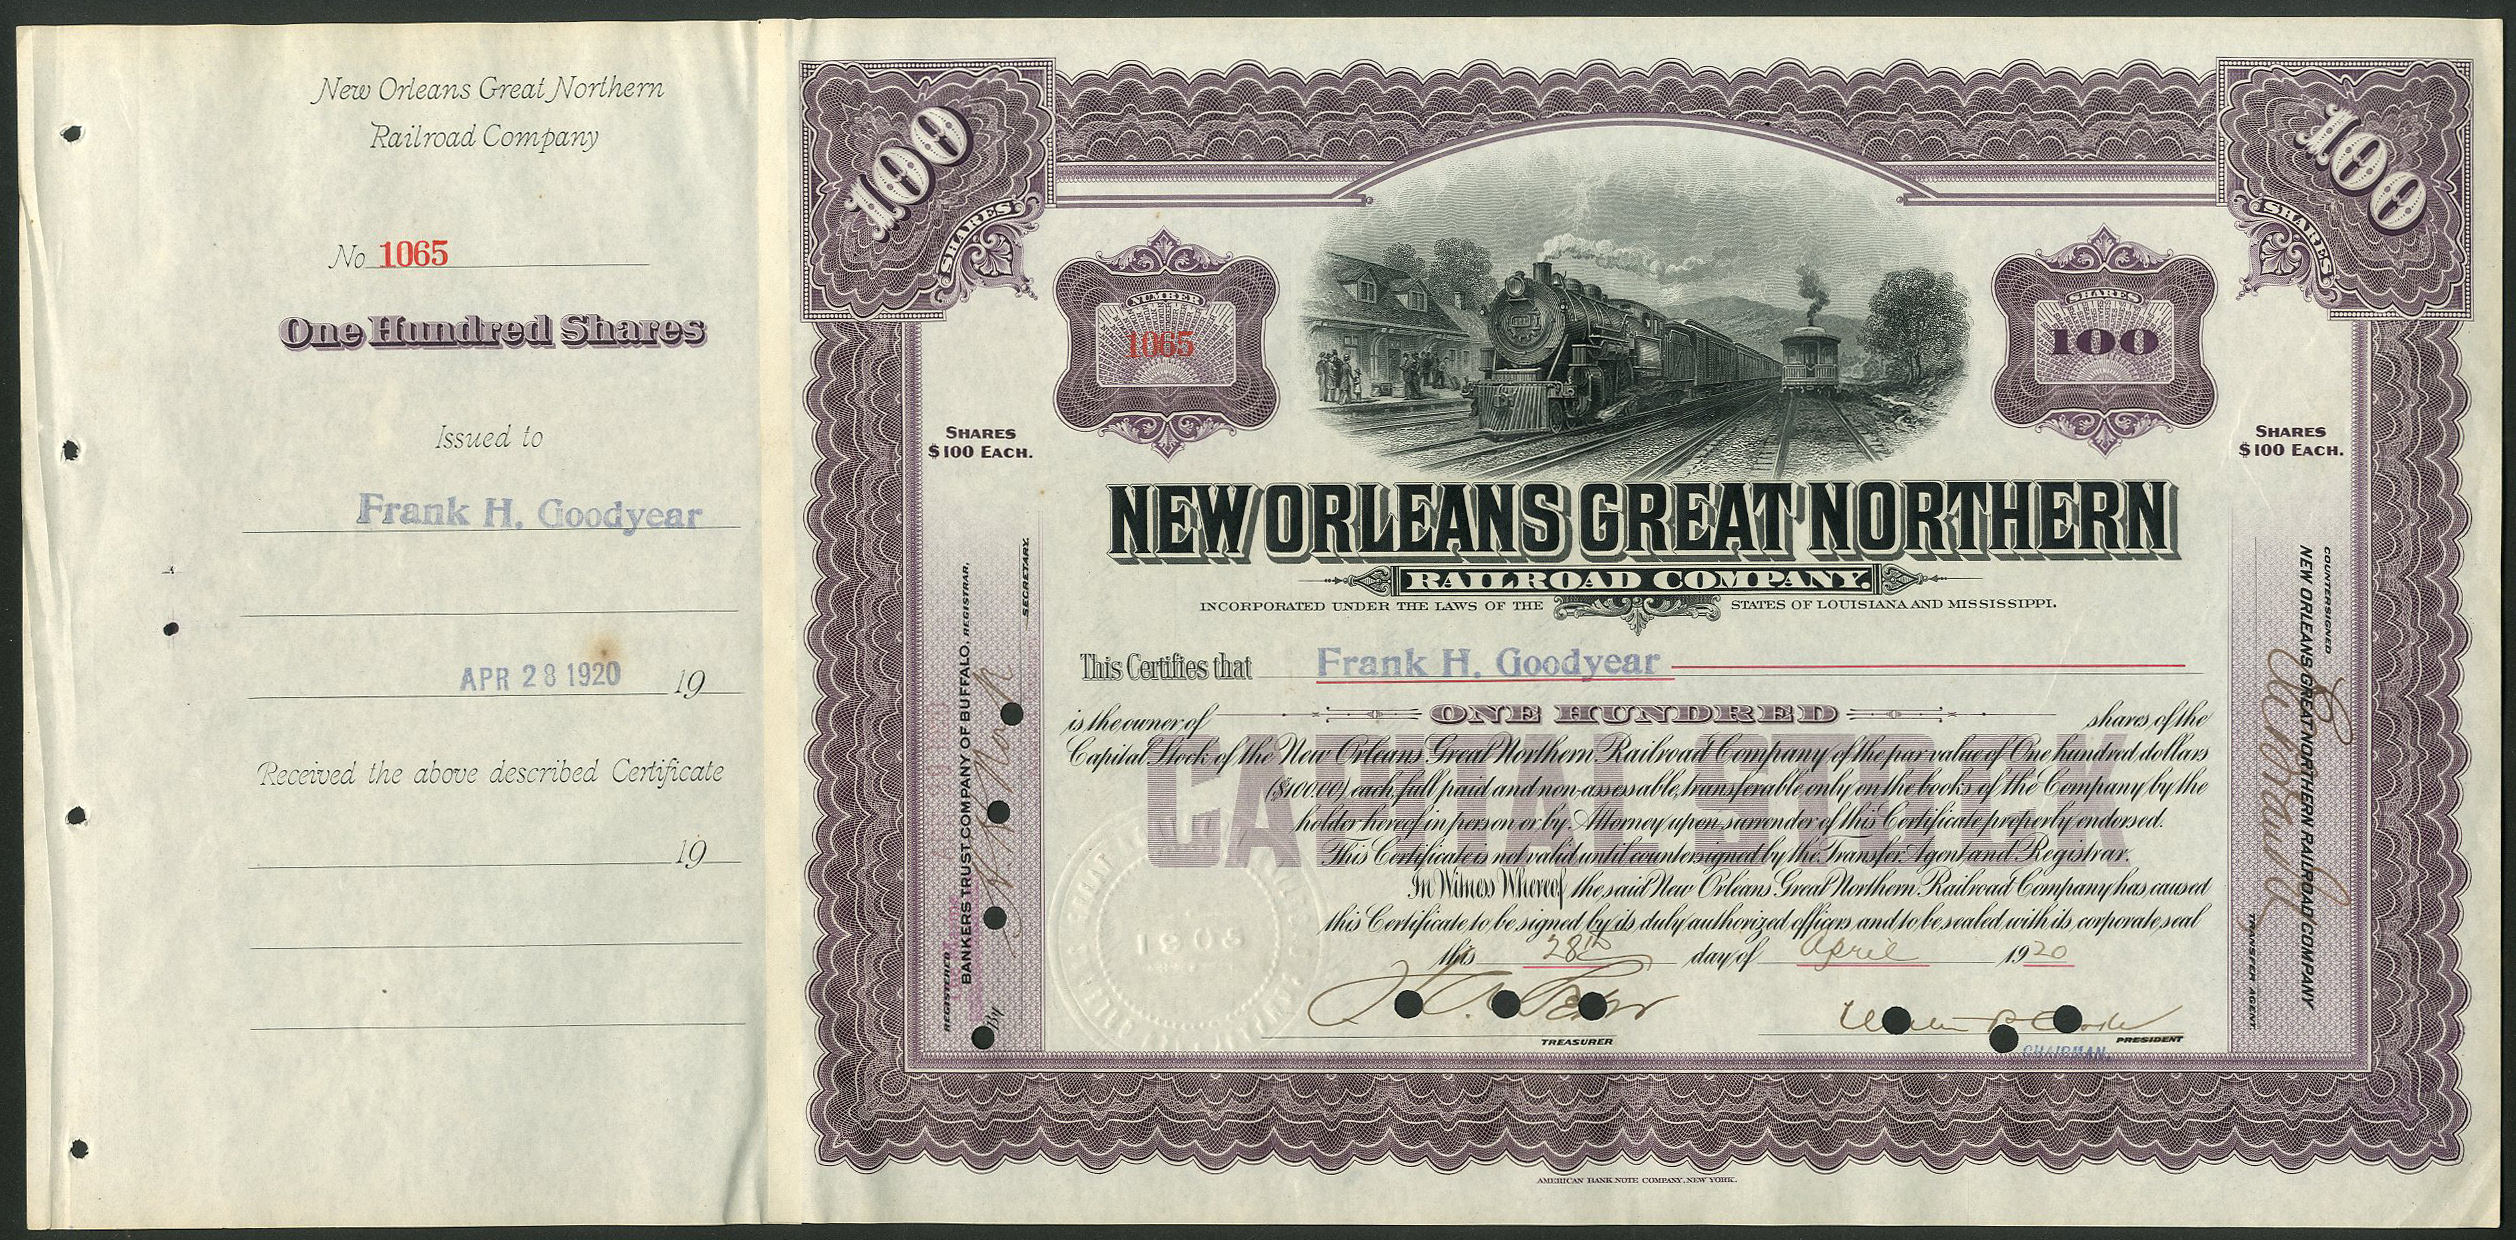 New Orleans Great Northern
Railroad Company
No 1065
One Hundred Shares
Issued to
Frank H. Goodyear
APR 28 1920 19
Received the above described Certificate
19
100
SHARES
100
SHARES
NUMBER
1065
SHARES
100
SHARES
$100 EACH.
SHARES
$100 EACH.
NEW ORLEANS GREAT NORTHERN
RAILROAD COMPANY.
INCORPORATED UNDER THE LAWS OF THE STATES OF LOUISIANA AND MISSISSIPPI.
This Certifies that Frank H. Goodyear
is the owner of ONE HUNDRED shares of the
Capital Stock of the New Orleans Great Northern Railroad Company of the par value of One hundred dollars
($100.00) each, full paid and non-assessable, transferable only on the books of the Company by the
holder hereof in person or by Attorney upon surrender of this Certificate properly endorsed.
This Certificate is not valid until countersigned by the Transfer Agent and Registrar.
In Witness Whereof the said New Orleans Great Northern Railroad Company has caused
this Certificate to be signed by its duly authorized officers and to be sealed with its corporate seal
this 28th day of April 1920
CAPITAL STOCK
TREASURER
PRESIDENT
CHAIRMAN.
REGISTERED
BANKERS TRUST COMPANY OF BUFFALO, REGISTRAR,
By
SECRETARY.
COUNTERSIGNED
NEW ORLEANS GREAT NORTHERN RAILROAD COMPANY
TRANSFER AGENT
AMERICAN BANK NOTE COMPANY, NEW YORK.